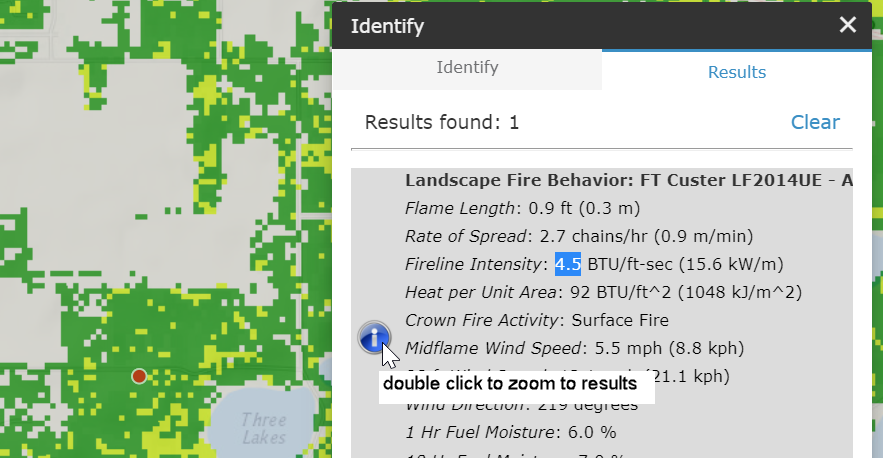 Identify
×
Identify
Results
Results found: 1
Clear
Landscape Fire Behavior: FT Custer LF2014UE - A
Flame Length: 0.9 ft (0.3 m)
Rate of Spread: 2.7 chains/hr (0.9 m/min)
Fireline Intensity: 4.5 BTU/ft-sec (15.6 kW/m)
Heat per Unit Area: 92 BTU/ft^2 (1048 kJ/m^2)
Crown Fire Activity: Surface Fire
Midflame Wind Speed: 5.5 mph (8.8 kph)
(21.1 kph)
double click to zoom to results
Wind Direction: 219 degrees
1 Hr Fuel Moisture: 6.0 %
Three
Lakes